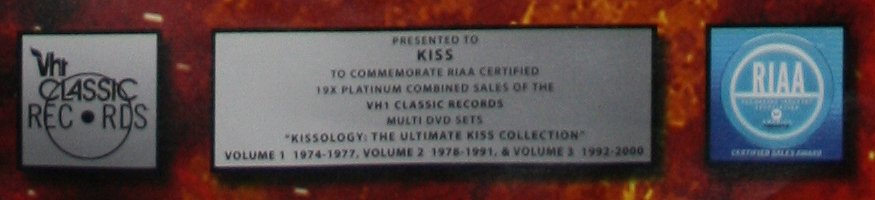 Vh1
CLASSIC
RECORDS
PRESENTED TO
KISS
TO COMMEMORATE RIAA CERTIFIED
19X PLATINUM COMBINED SALES OF THE
VH1 CLASSIC RECORDS
MULTI DVD SETS
"KISSOLOGY: THE ULTIMATE KISS COLLECTION"
VOLUME 1 1974-1977, VOLUME 2 1978-1991, & VOLUME 3 1992-2000
RIAA
CERTIFIED SALES AWARD